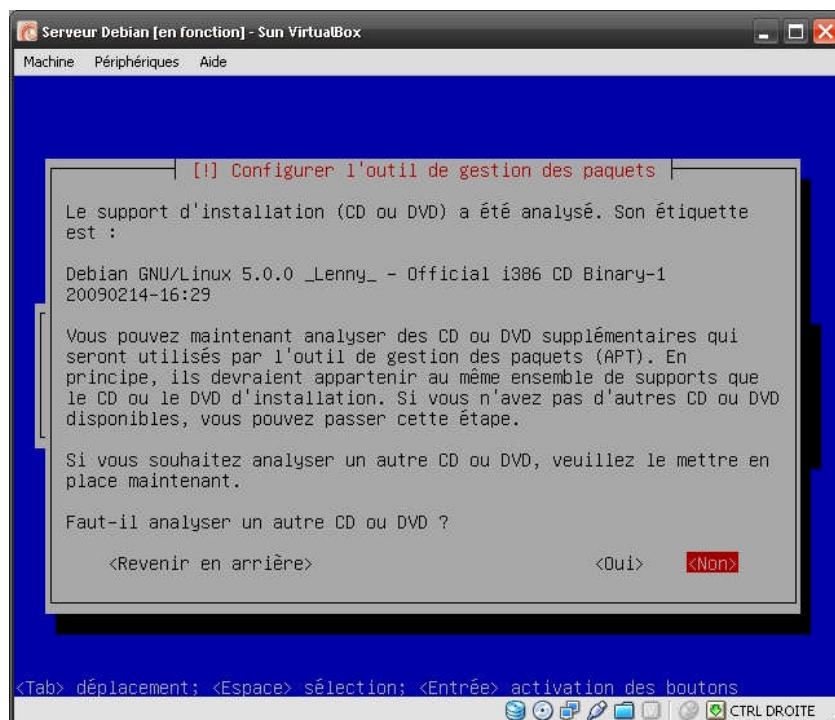 Serveur Debian [en fonction] - Sun VirtualBox
Machine Périphériques Aide
[!] Configurer l'outil de gestion des paquets
Le support d'installation (CD ou DVD) a été analysé. Son étiquette
est :
Debian GNU/Linux 5.0.0 _Lenny_ - Official i386 CD Binary-1
20090214-16:29
Vous pouvez maintenant analyser des CD ou DVD supplémentaires qui
seront utilisés par l'outil de gestion des paquets (APT). En
principe, ils devraient appartenir au même ensemble de supports que
le CD ou le DVD d'installation. Si vous n'avez pas d'autres CD ou DVD
disponibles, vous pouvez passer cette étape.
Si vous souhaitez analyser un autre CD ou DVD, veuillez le mettre en
place maintenant.
Faut-il analyser un autre CD ou DVD ?
<Revenir en arrière> <Oui> <Non>
<Tab> déplacement; <Espace> sélection; <Entrée> activation des boutons
CTRL DROITE